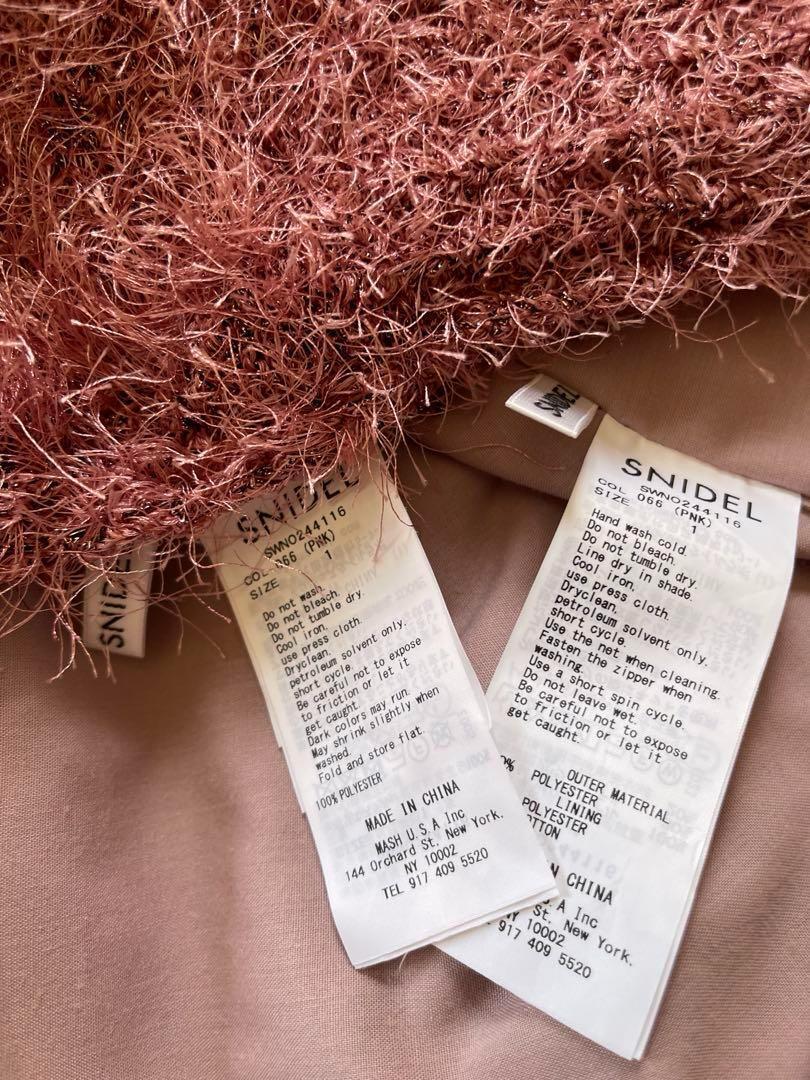 SNIDEL
SNIDEL
SWNO244116
COL 066 (PNK)
SIZE 1
Do not wash.
Do not bleach.
Do not tumble dry.
Cool iron.
use press cloth.
Dryclean.
petroleum solvent only.
short cycle.
Be careful not to expose
to friction or let it
get caught.
Dark colors may run.
May shrink slightly when
washed.
Fold and store flat.
100% POLYESTER
MADE IN CHINA
MASH U.S.A Inc
144 Orchard St. New York.
NY 10002
TEL 917 409 5520
SNIDEL
SNIDEL
SWNO244116
COL 066 (PNK)
SIZE 1
Hand wash cold.
Do not bleach.
Do not tumble dry.
Line dry in shade.
Cool iron.
use press cloth.
Dryclean.
petroleum solvent only.
short cycle.
Use the net when cleaning.
Fasten the zipper when
washing.
Use a short spin cycle.
Do not leave wet.
Be careful not to expose
to friction or let it
get caught.
OUTER MATERIAL
0% POLYESTER
LINING
POLYESTER
TTON
N CHINA
.A Inc
St. New York.
NY 10002
917 409 5520